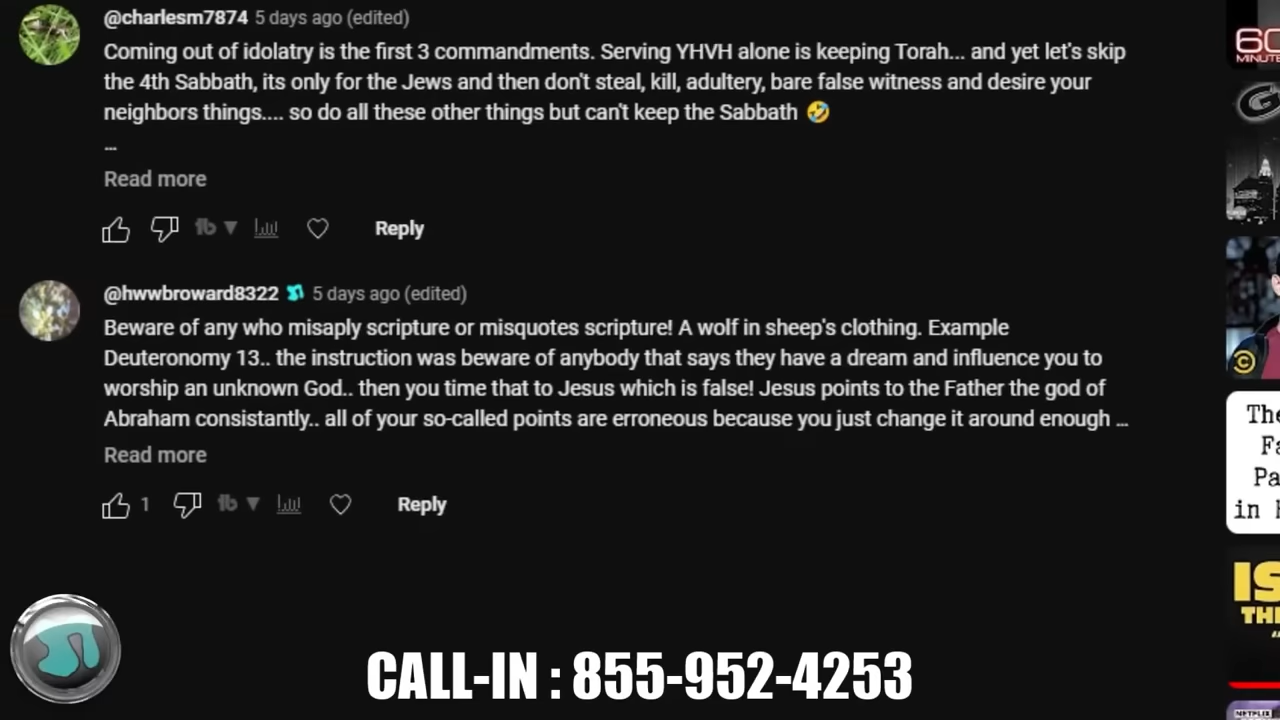 @charlesm7874 5 days ago (edited)
Coming out of idolatry is the first 3 commandments. Serving YHVH alone is keeping Torah... and yet let's skip
the 4th Sabbath, its only for the Jews and then don't steal, kill, adultery, bare false witness and desire your
neighbors things.... so do all these other things but can't keep the Sabbath 🤣
...
Read more
Reply
@hwwbroward8322 5 days ago (edited)
Beware of any who misaply scripture or misquotes scripture! A wolf in sheep's clothing. Example
Deuteronomy 13.. the instruction was beware of anybody that says they have a dream and influence you to
worship an unknown God.. then you time that to Jesus which is false! Jesus points to the Father the god of
Abraham consistantly.. all of your so-called points are erroneous because you just change it around enough ...
Read more
1 Reply
CALL-IN : 855-952-4253
60
MINUTE
The
Fa
Pa
in
IS
TH
NETFLIX